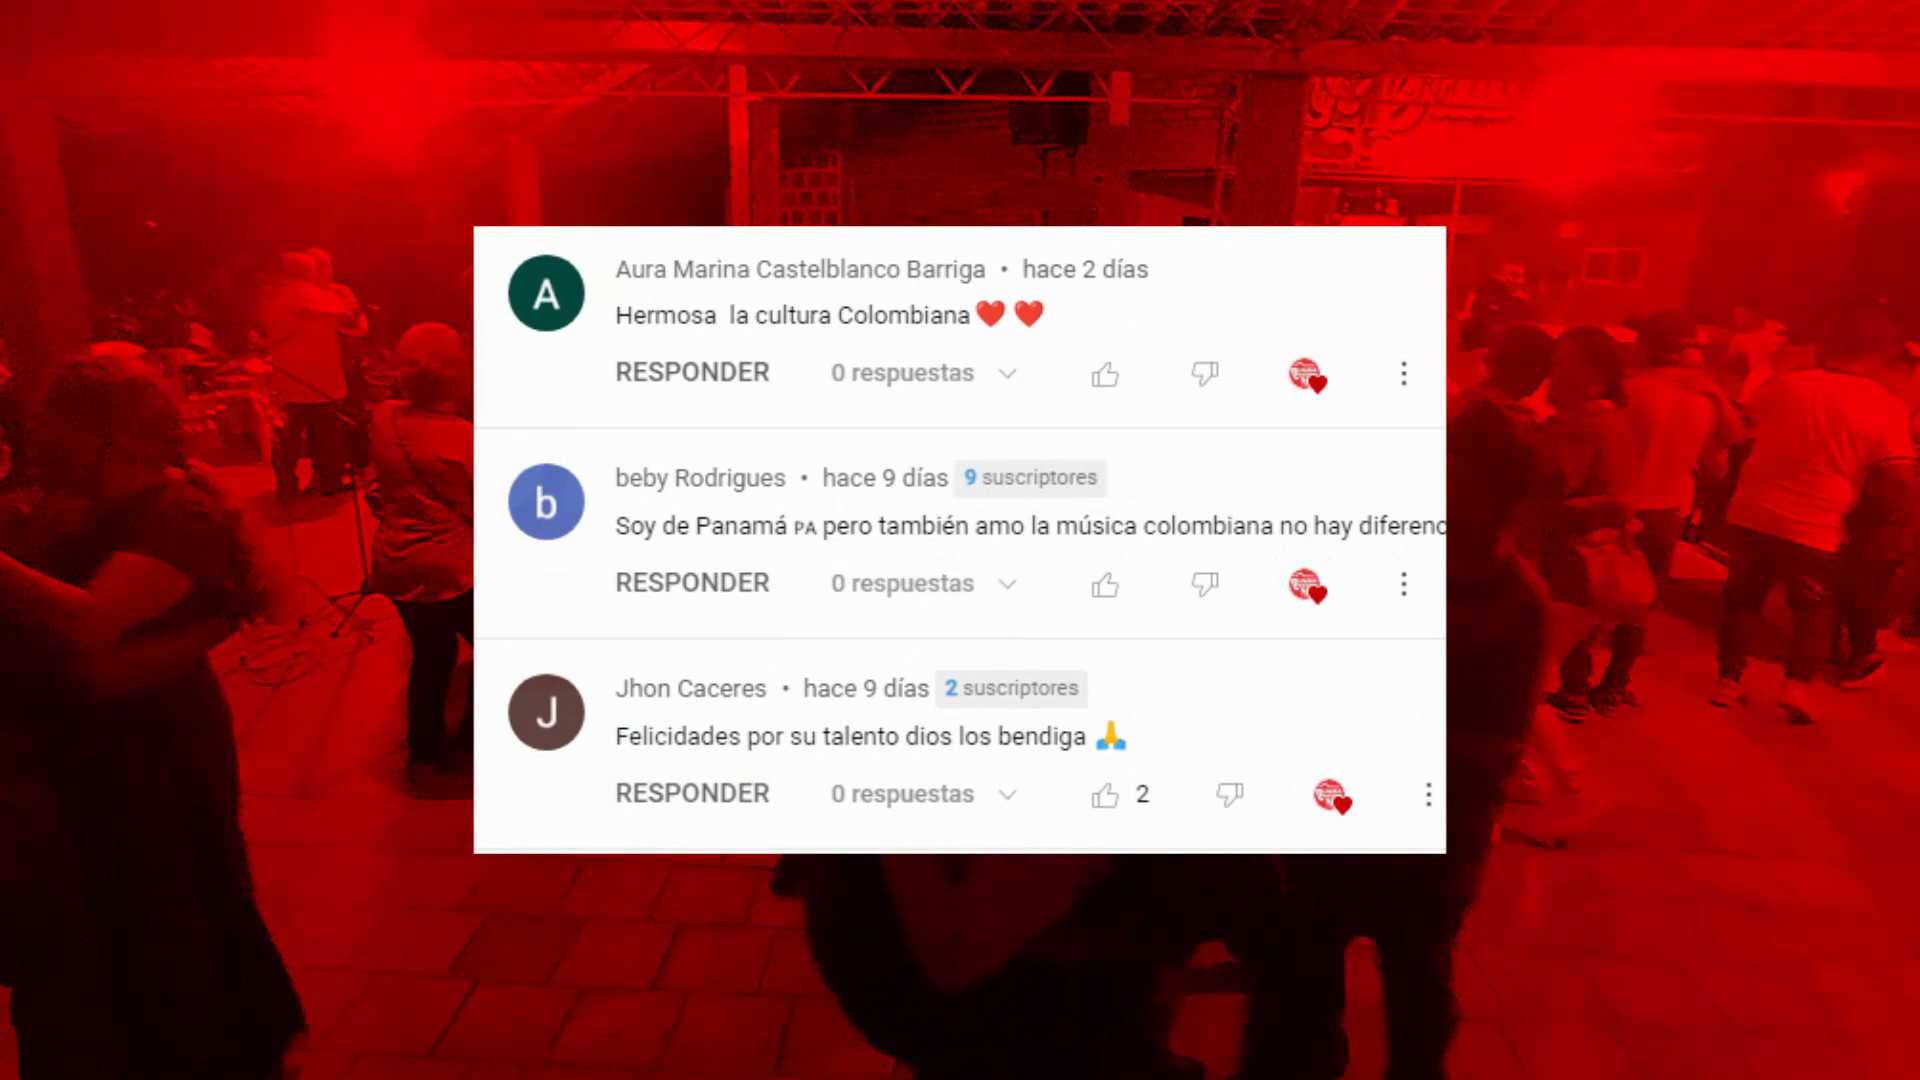 A
Aura Marina Castelblanco Barriga • hace 2 días
Hermosa la cultura Colombiana❤️ ❤️
RESPONDER 0 respuestas
b
beby Rodrigues • hace 9 días 9 suscriptores
Soy de Panamá PA pero también amo la música colombiana no hay diferenc
RESPONDER 0 respuestas
J
Jhon Caceres • hace 9 días 2 suscriptores
Felicidades por su talento dios los bendiga 🙏
RESPONDER 0 respuestas 2